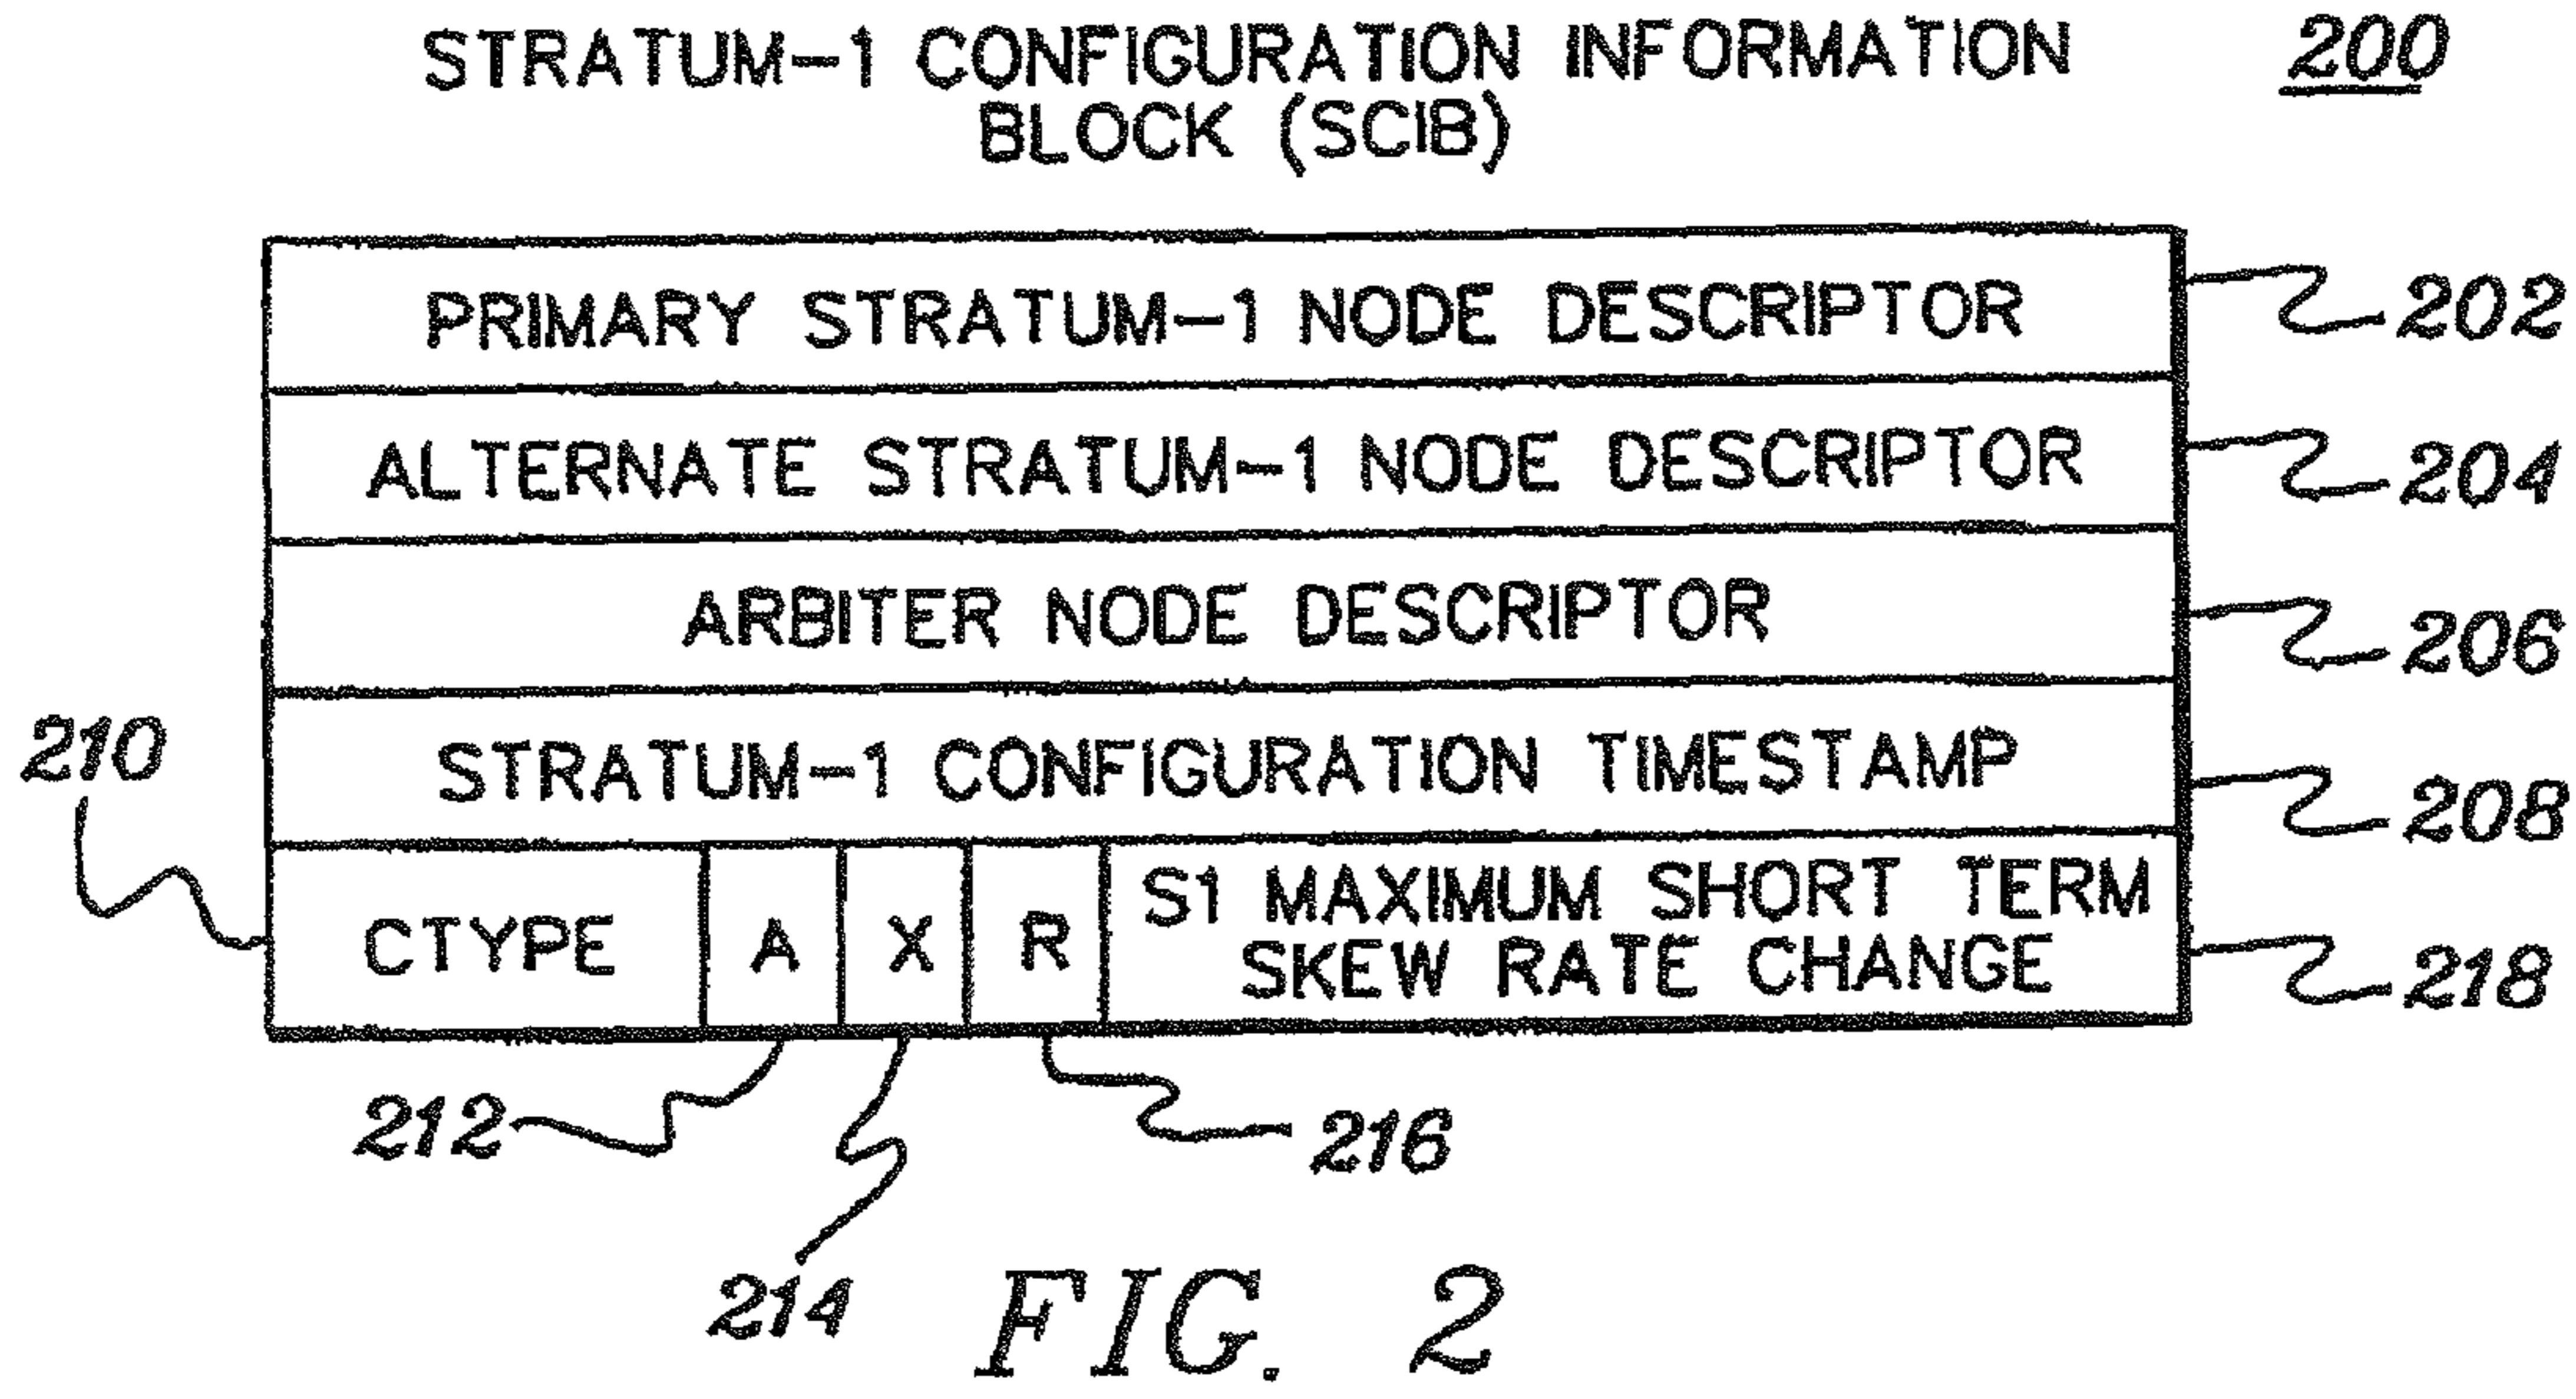 STRATUM-1 CONFIGURATION INFORMATION 200
BLOCK (SCIB)
PRIMARY STRATUM-1 NODE DESCRIPTOR 202
ALTERNATE STRATUM-1 NODE DESCRIPTOR 204
ARBITER NODE DESCRIPTOR 206
210
STRATUM-1 CONFIGURATION TIMESTAMP 208
CTYPE A X R S1 MAXIMUM SHORT TERM
SKEW RATE CHANGE 218
212 216
214
FIG. 2